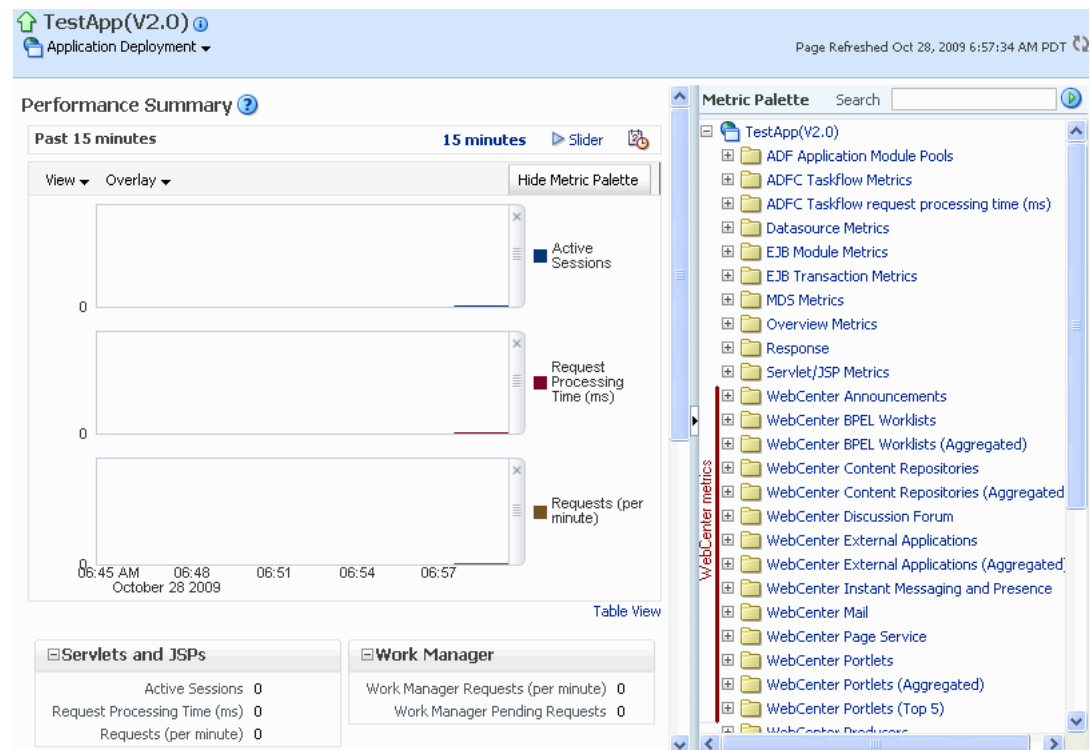 TestApp(V2.0)
Application Deployment
Page Refreshed Oct 28, 2009 6:57:34 AM PDT
Performance Summary
Past 15 minutes
15 minutes
Slider
View
Overlay
Hide Metric Palette
Active
Sessions
0
Request
Processing
Time (ms)
0
Requests (per
minute)
0
06:45 AM
06:48
06:51
06:54
06:57
October 28 2009
Table View
Servlets and JSPs
Active Sessions 0
Request Processing Time (ms) 0
Requests (per minute) 0
Work Manager
Work Manager Requests (per minute) 0
Work Manager Pending Requests 0
Metric Palette
Search
TestApp(V2.0)
ADF Application Module Pools
ADFC Taskflow Metrics
ADFC Taskflow request processing time (ms)
Datasource Metrics
EJB Module Metrics
EJB Transaction Metrics
MDS Metrics
Overview Metrics
Response
Servlet/JSP Metrics
WebCenter metrics
WebCenter Announcements
WebCenter BPEL Worklists
WebCenter BPEL Worklists (Aggregated)
WebCenter Content Repositories
WebCenter Content Repositories (Aggregated
WebCenter Discussion Forum
WebCenter External Applications
WebCenter External Applications (Aggregated)
WebCenter Instant Messaging and Presence
WebCenter Mail
WebCenter Page Service
WebCenter Portlets
WebCenter Portlets (Aggregated)
WebCenter Portlets (Top 5)
WebCenter Producers